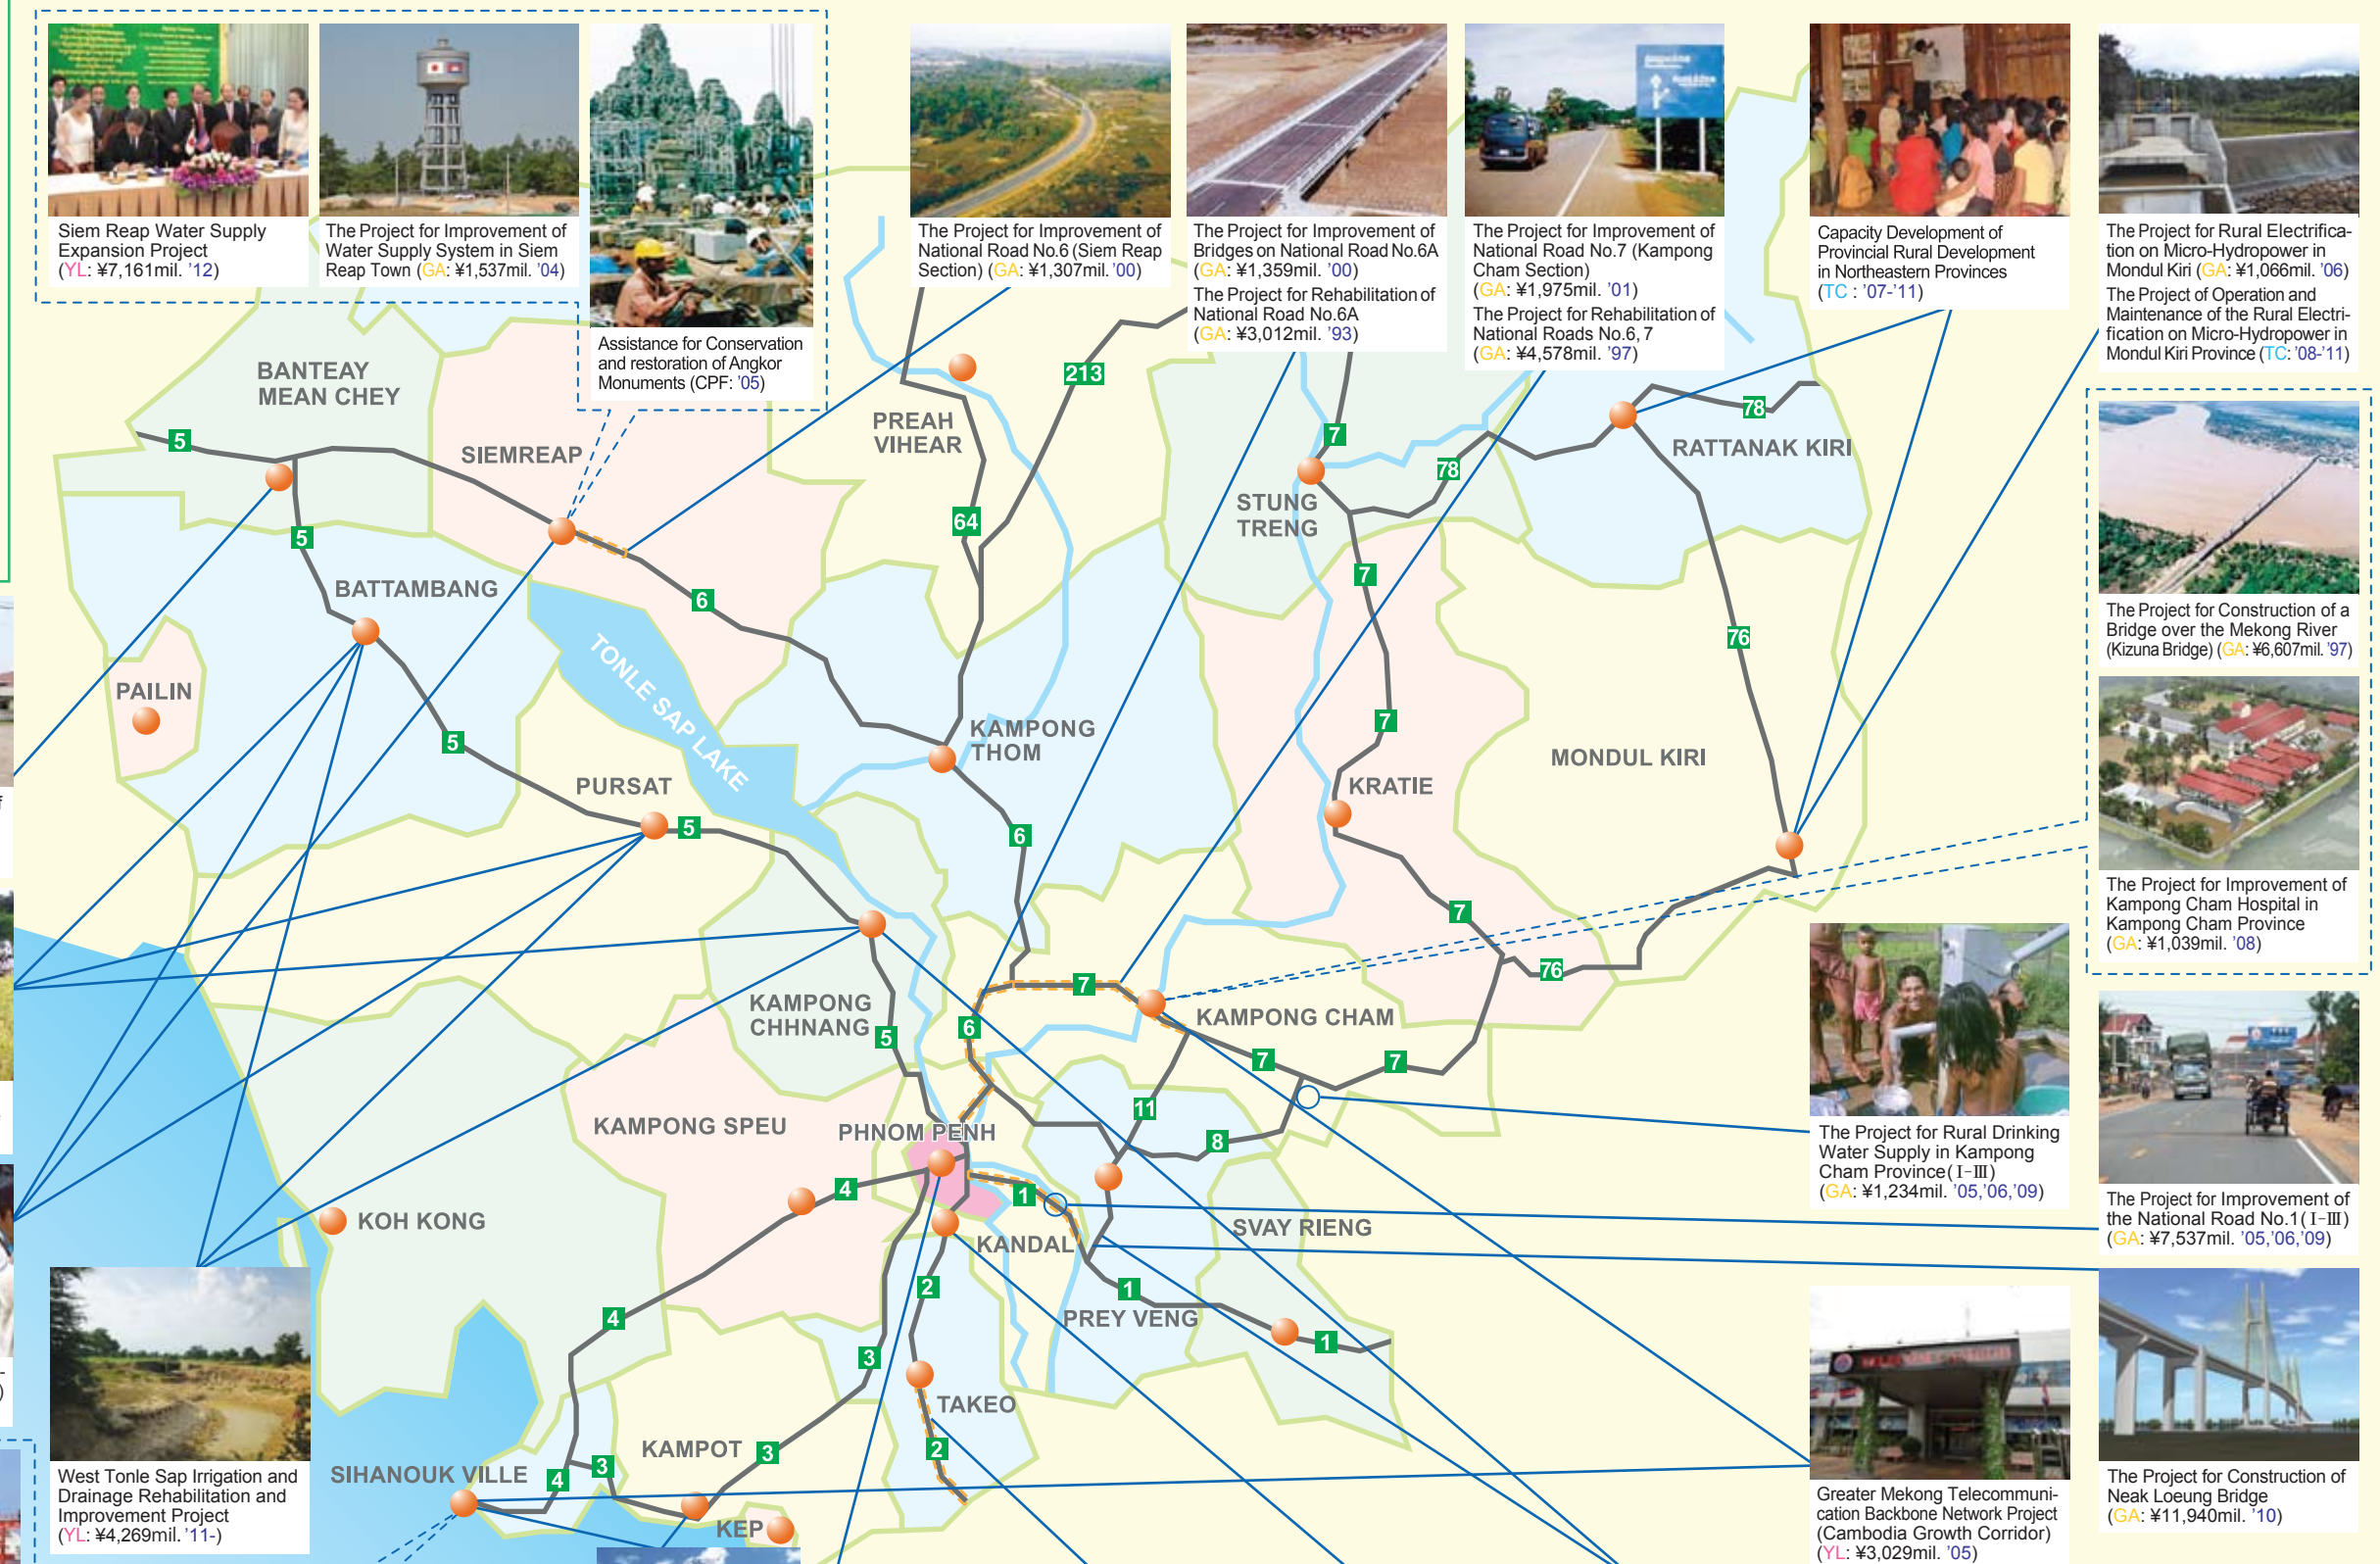 Siem Reap Water Supply
Expansion Project
(YL: ¥7,161mil. '12)
The Project for Improvement of
Water Supply System in Siem
Reap Town (GA: ¥1,537mil. '04)
Assistance for Conservation
and restoration of Angkor
Monuments (CPF: '05)
The Project for Improvement of
National Road No.6 (Siem Reap
Section) (GA: ¥1,307mil. '00)
The Project for Improvement of
Bridges on National Road No.6A
(GA: ¥1,359mil. '00)
The Project for Rehabilitation of
National Road No.6A
(GA: ¥3,012mil. '93)
The Project for Improvement of
National Road No.7 (Kampong
Cham Section)
(GA: ¥1,975mil. '01)
The Project for Rehabilitation of
National Roads No.6, 7
(GA: ¥4,578mil. '97)
Capacity Development of
Provincial Rural Development
in Northeastern Provinces
(TC : '07-'11)
The Project for Rural Electrifica-
tion on Micro-Hydropower in
Mondul Kiri (GA: ¥1,066mil. '06)
The Project of Operation and
Maintenance of the Rural Electri-
fication on Micro-Hydropower in
Mondul Kiri Province (TC: '08-'11)
BANTEAY
MEAN CHEY
213
PREAH
VIHEAR
78
5
7
SIEMREAP
RATTANAK KIRI
78
STUNG
TRENG
64
5
7
BATTAMBANG
6
The Project for Construction of a
Bridge over the Mekong River
(Kizuna Bridge) (GA: ¥6,607mil. '97)
76
TONLE SAP LAKE
PAILIN
7
5
KAMPONG
THOM
MONDUL KIRI
PURSAT
KRATIE
5
6
The Project for Improvement of
Kampong Cham Hospital in
Kampong Cham Province
(GA: ¥1,039mil. '08)
7
76
7
KAMPONG
CHHNANG
KAMPONG CHAM
6
5
7
7
11
KAMPONG SPEU
PHNOM PENH
8
The Project for Rural Drinking
Water Supply in Kampong
Cham Province(Ⅰ-Ⅲ)
(GA: ¥1,234mil. '05,'06,'09)
4
1
KOH KONG
KANDAL
SVAY RIENG
The Project for Improvement of
the National Road No.1(Ⅰ-Ⅲ)
(GA: ¥7,537mil. '05,'06,'09)
2
1
4
PREY VENG
1
3
TAKEO
KAMPOT
2
3
SIHANOUK VILLE
3
4
KEP
West Tonle Sap Irrigation and
Drainage Rehabilitation and
Improvement Project
(YL: ¥4,269mil. '11-)
Greater Mekong Telecommuni-
cation Backbone Network Project
(Cambodia Growth Corridor)
(YL: ¥3,029mil. '05)
The Project for Construction of
Neak Loeung Bridge
(GA: ¥11,940mil. '10)